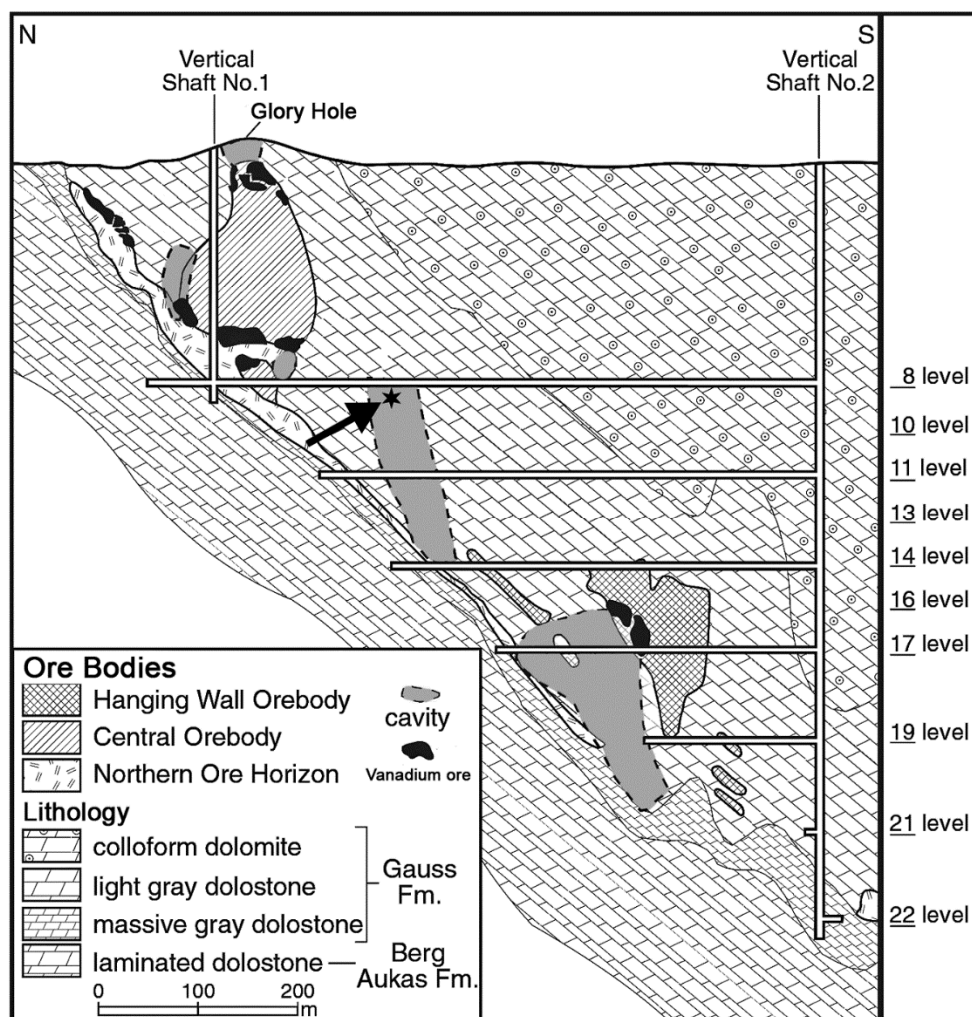 N
S
Vertical
Shaft No.1
Vertical
Shaft No.2
Glory Hole
8 level
10 level
11 level
13 level
14 level
16 level
17 level
19 level
21 level
22 level
Ore Bodies
Hanging Wall Orebody
Central Orebody
Northern Ore Horizon
cavity
Vanadium ore
Lithology
colloform dolomite
light gray dolostone
massive gray dolostone
Gauss
Fm.
laminated dolostone
Berg
Aukas Fm.
0 100 200
m